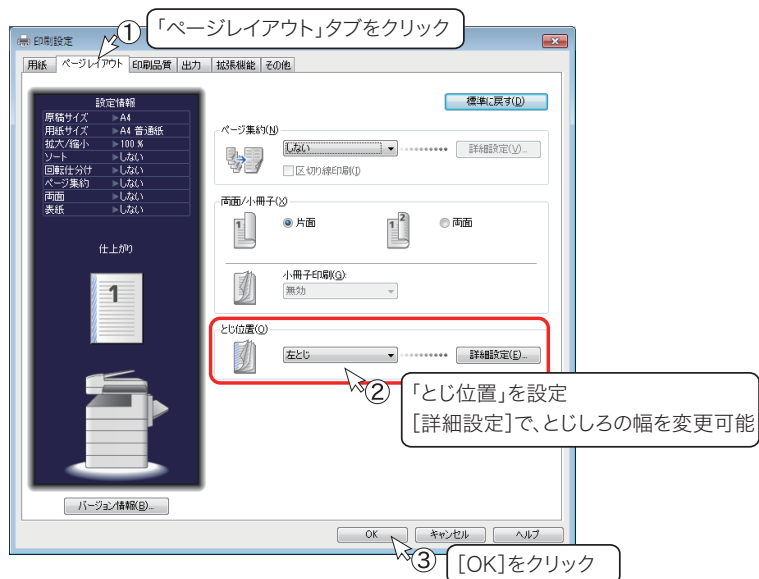 ① 「ページレイアウト」タブをクリック
印刷設定
用紙 ページレイアウト 印刷品質 出力 拡張機能 その他
設定情報
原稿サイズ ▶A4
用紙サイズ ▶A4 普通紙
拡大/縮小 ▶100 %
ソート ▶しない
回転仕分け ▶しない
ページ集約 ▶しない
両面 ▶しない
表紙 ▶しない
仕上がり
1
バージョン情報(B)...
標準に戻す(D)
ページ集約(N)
しない 詳細設定(V)...
区切り線印刷(I)
両面/小冊子(X)
1 片面 1 2 両面
小冊子印刷(G):
無効
とじ位置(O)
左とじ 詳細設定(E)...
② 「とじ位置」を設定
[詳細設定]で、とじしろの幅を変更可能
OK キャンセル ヘルプ
③ [OK]をクリック